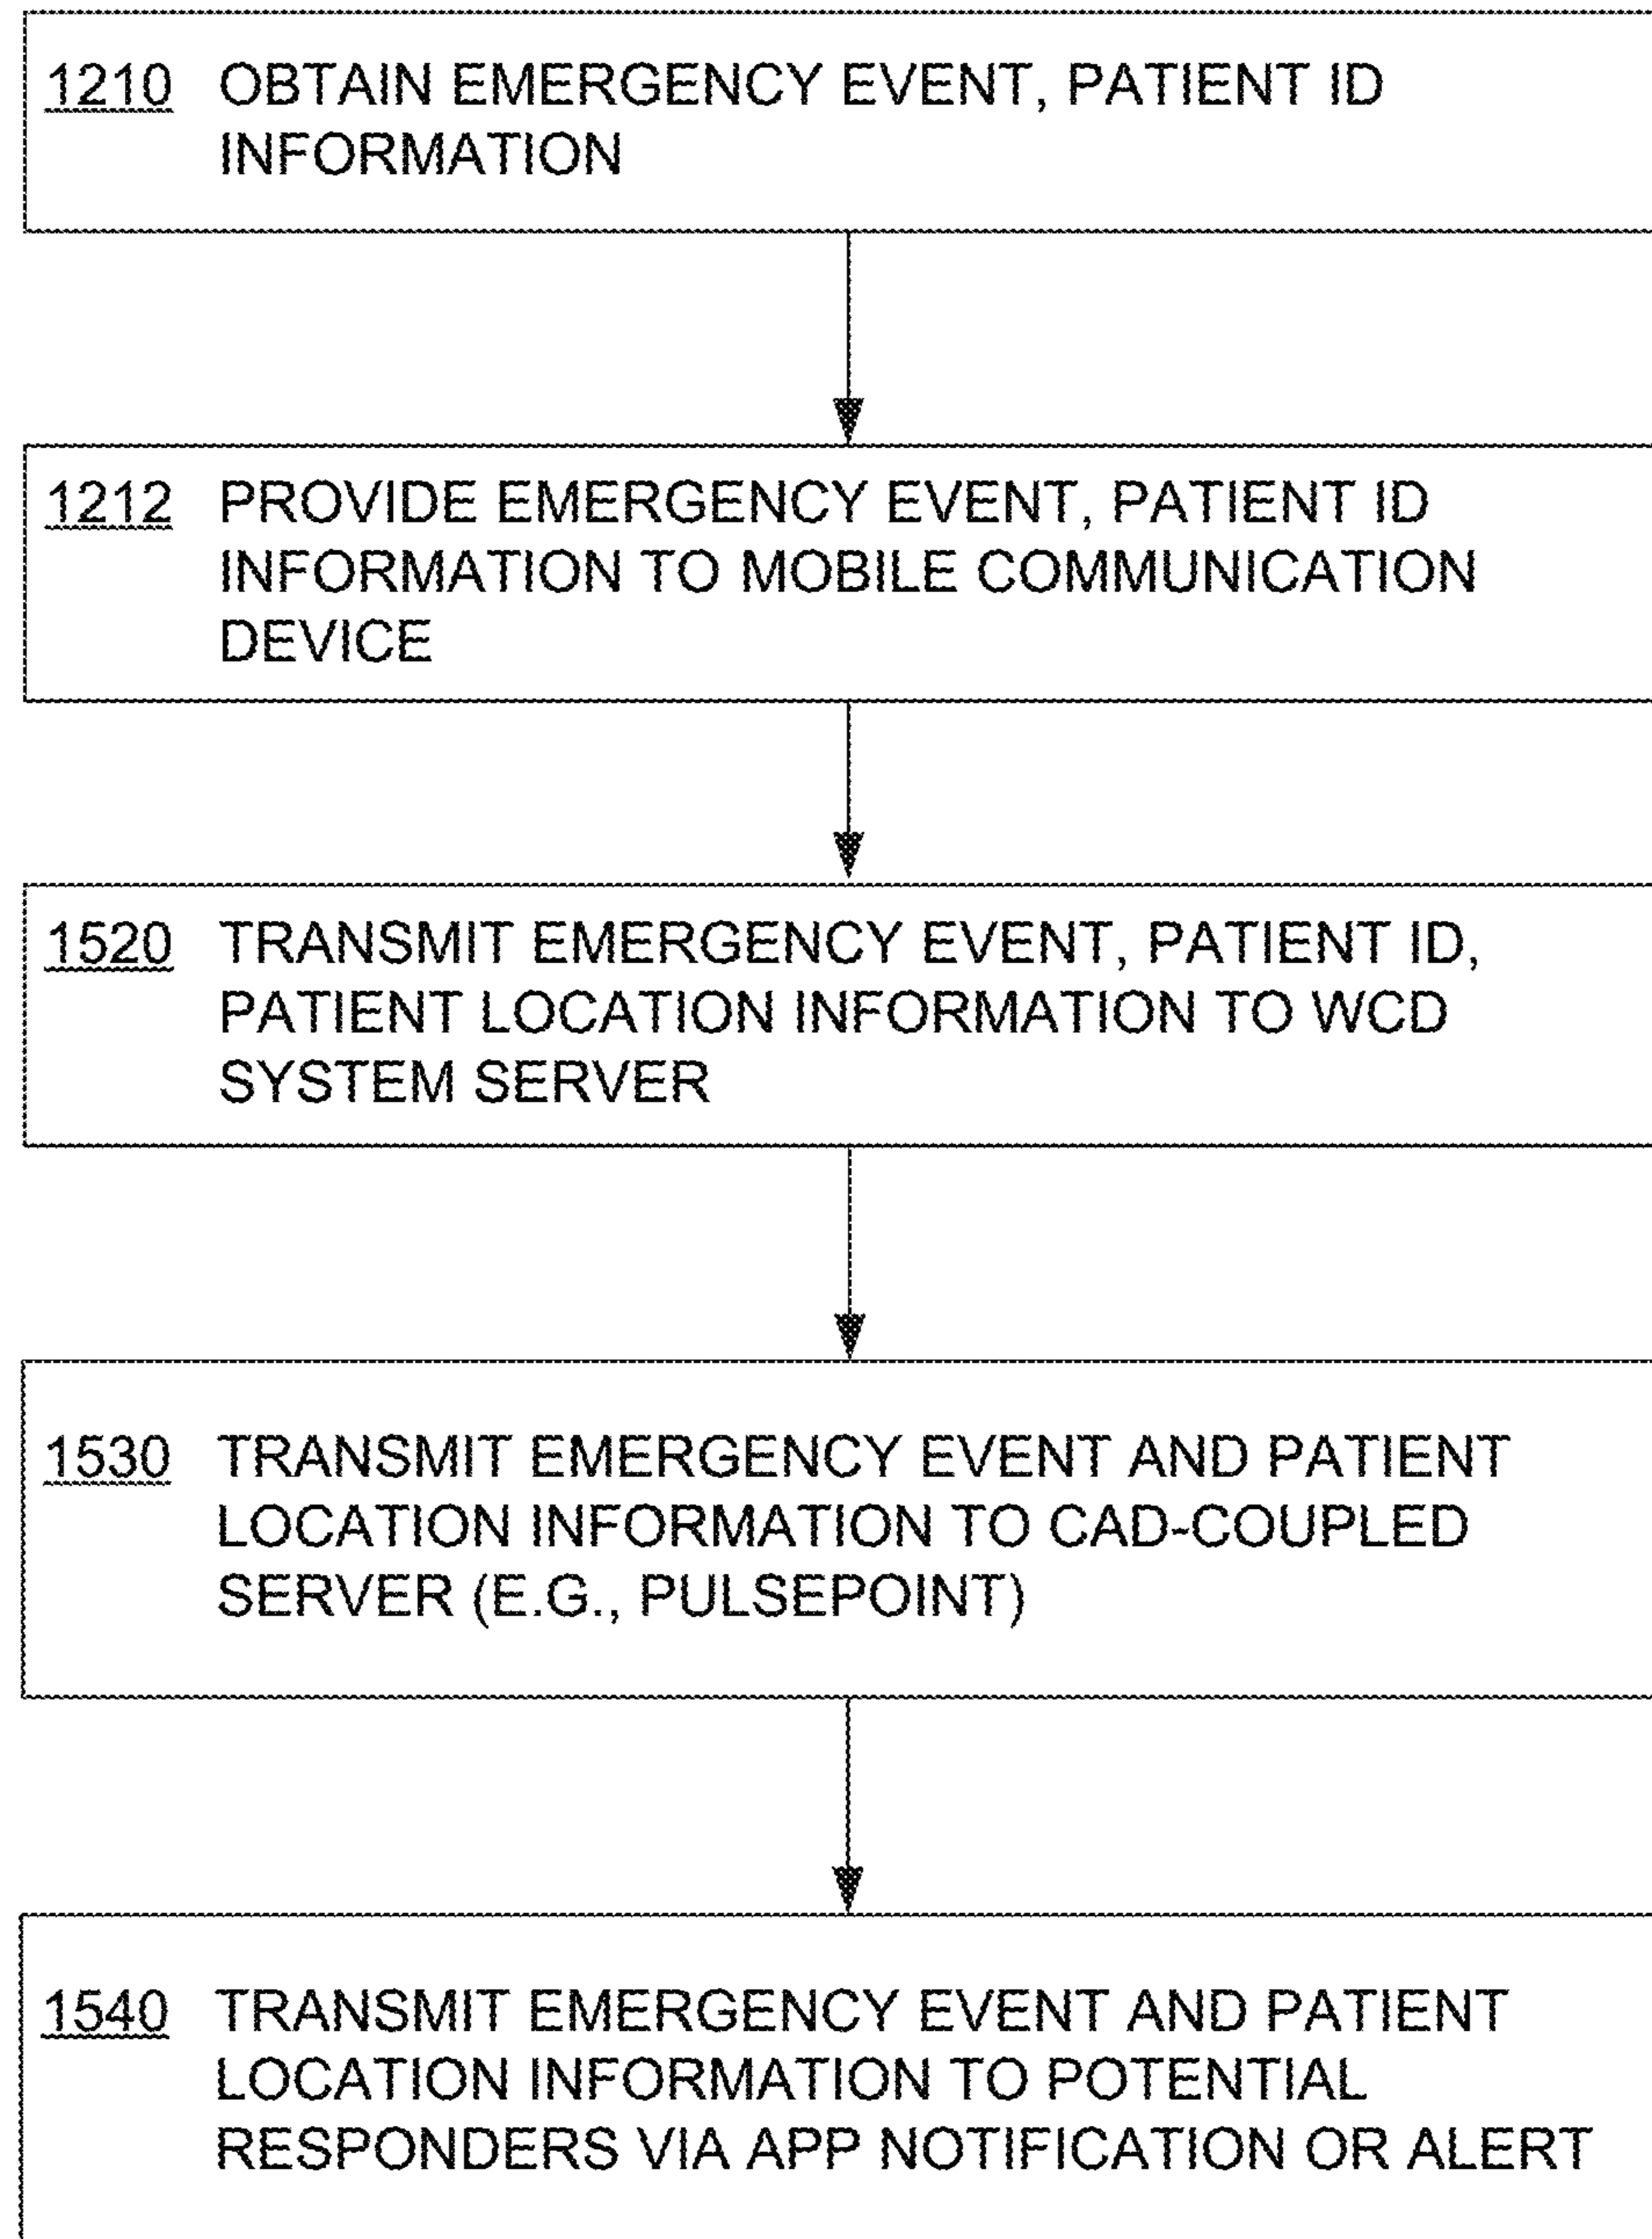 1210 OBTAIN EMERGENCY EVENT, PATIENT ID
INFORMATION
1212 PROVIDE EMERGENCY EVENT, PATIENT ID
INFORMATION TO MOBILE COMMUNICATION
DEVICE
1520 TRANSMIT EMERGENCY EVENT, PATIENT ID,
PATIENT LOCATION INFORMATION TO WCD
SYSTEM SERVER
1530 TRANSMIT EMERGENCY EVENT AND PATIENT
LOCATION INFORMATION TO CAD-COUPLED
SERVER (E.G., PULSEPOINT)
1540 TRANSMIT EMERGENCY EVENT AND PATIENT
LOCATION INFORMATION TO POTENTIAL
RESPONDERS VIA APP NOTIFICATION OR ALERT